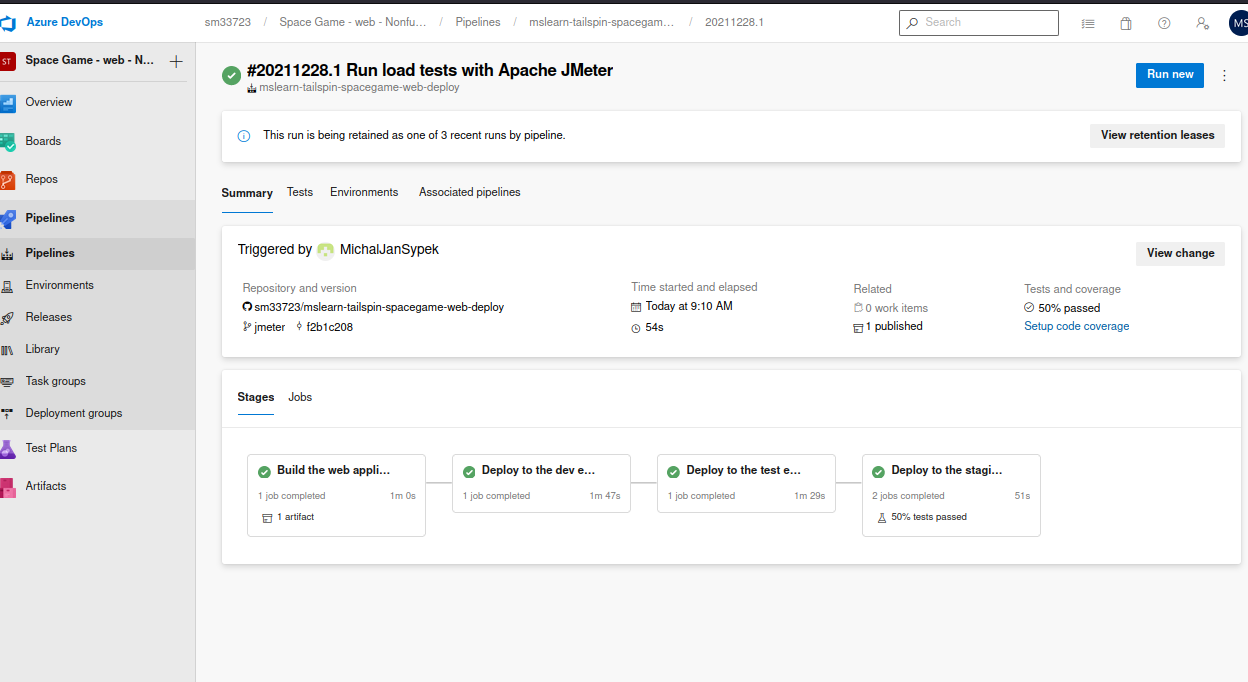 Azure DevOps
sm33723 / Space Game - web - Nonfu... / Pipelines / mslearn-tailspin-spacegam... / 20211228.1
Search
MS
ST Space Game - web - N...
Overview
Boards
Repos
Pipelines
Pipelines
Environments
Releases
Library
Task groups
Deployment groups
Test Plans
Artifacts
#20211228.1 Run load tests with Apache JMeter
mslearn-tailspin-spacegame-web-deploy
Run new
This run is being retained as one of 3 recent runs by pipeline.
View retention leases
Summary Tests Environments Associated pipelines
Triggered by MichalJanSypek
View change
Repository and version
sm33723/mslearn-tailspin-spacegame-web-deploy
jmeter f2b1c208
Time started and elapsed
Today at 9:10 AM
54s
Related
0 work items
1 published
Tests and coverage
50% passed
Setup code coverage
Stages Jobs
Build the web appli...
1 job completed 1m 0s
1 artifact
Deploy to the dev e...
1 job completed 1m 47s
Deploy to the test e...
1 job completed 1m 29s
Deploy to the stagi...
2 jobs completed 51s
50% tests passed